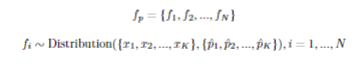 f_p = {f_1, f_2, ..., f_N}
f_i ∼ Distribution({x_1, x_2, ..., x_K}, {p̂_1, p̂_2, ..., p̂_K}), i = 1, ..., N